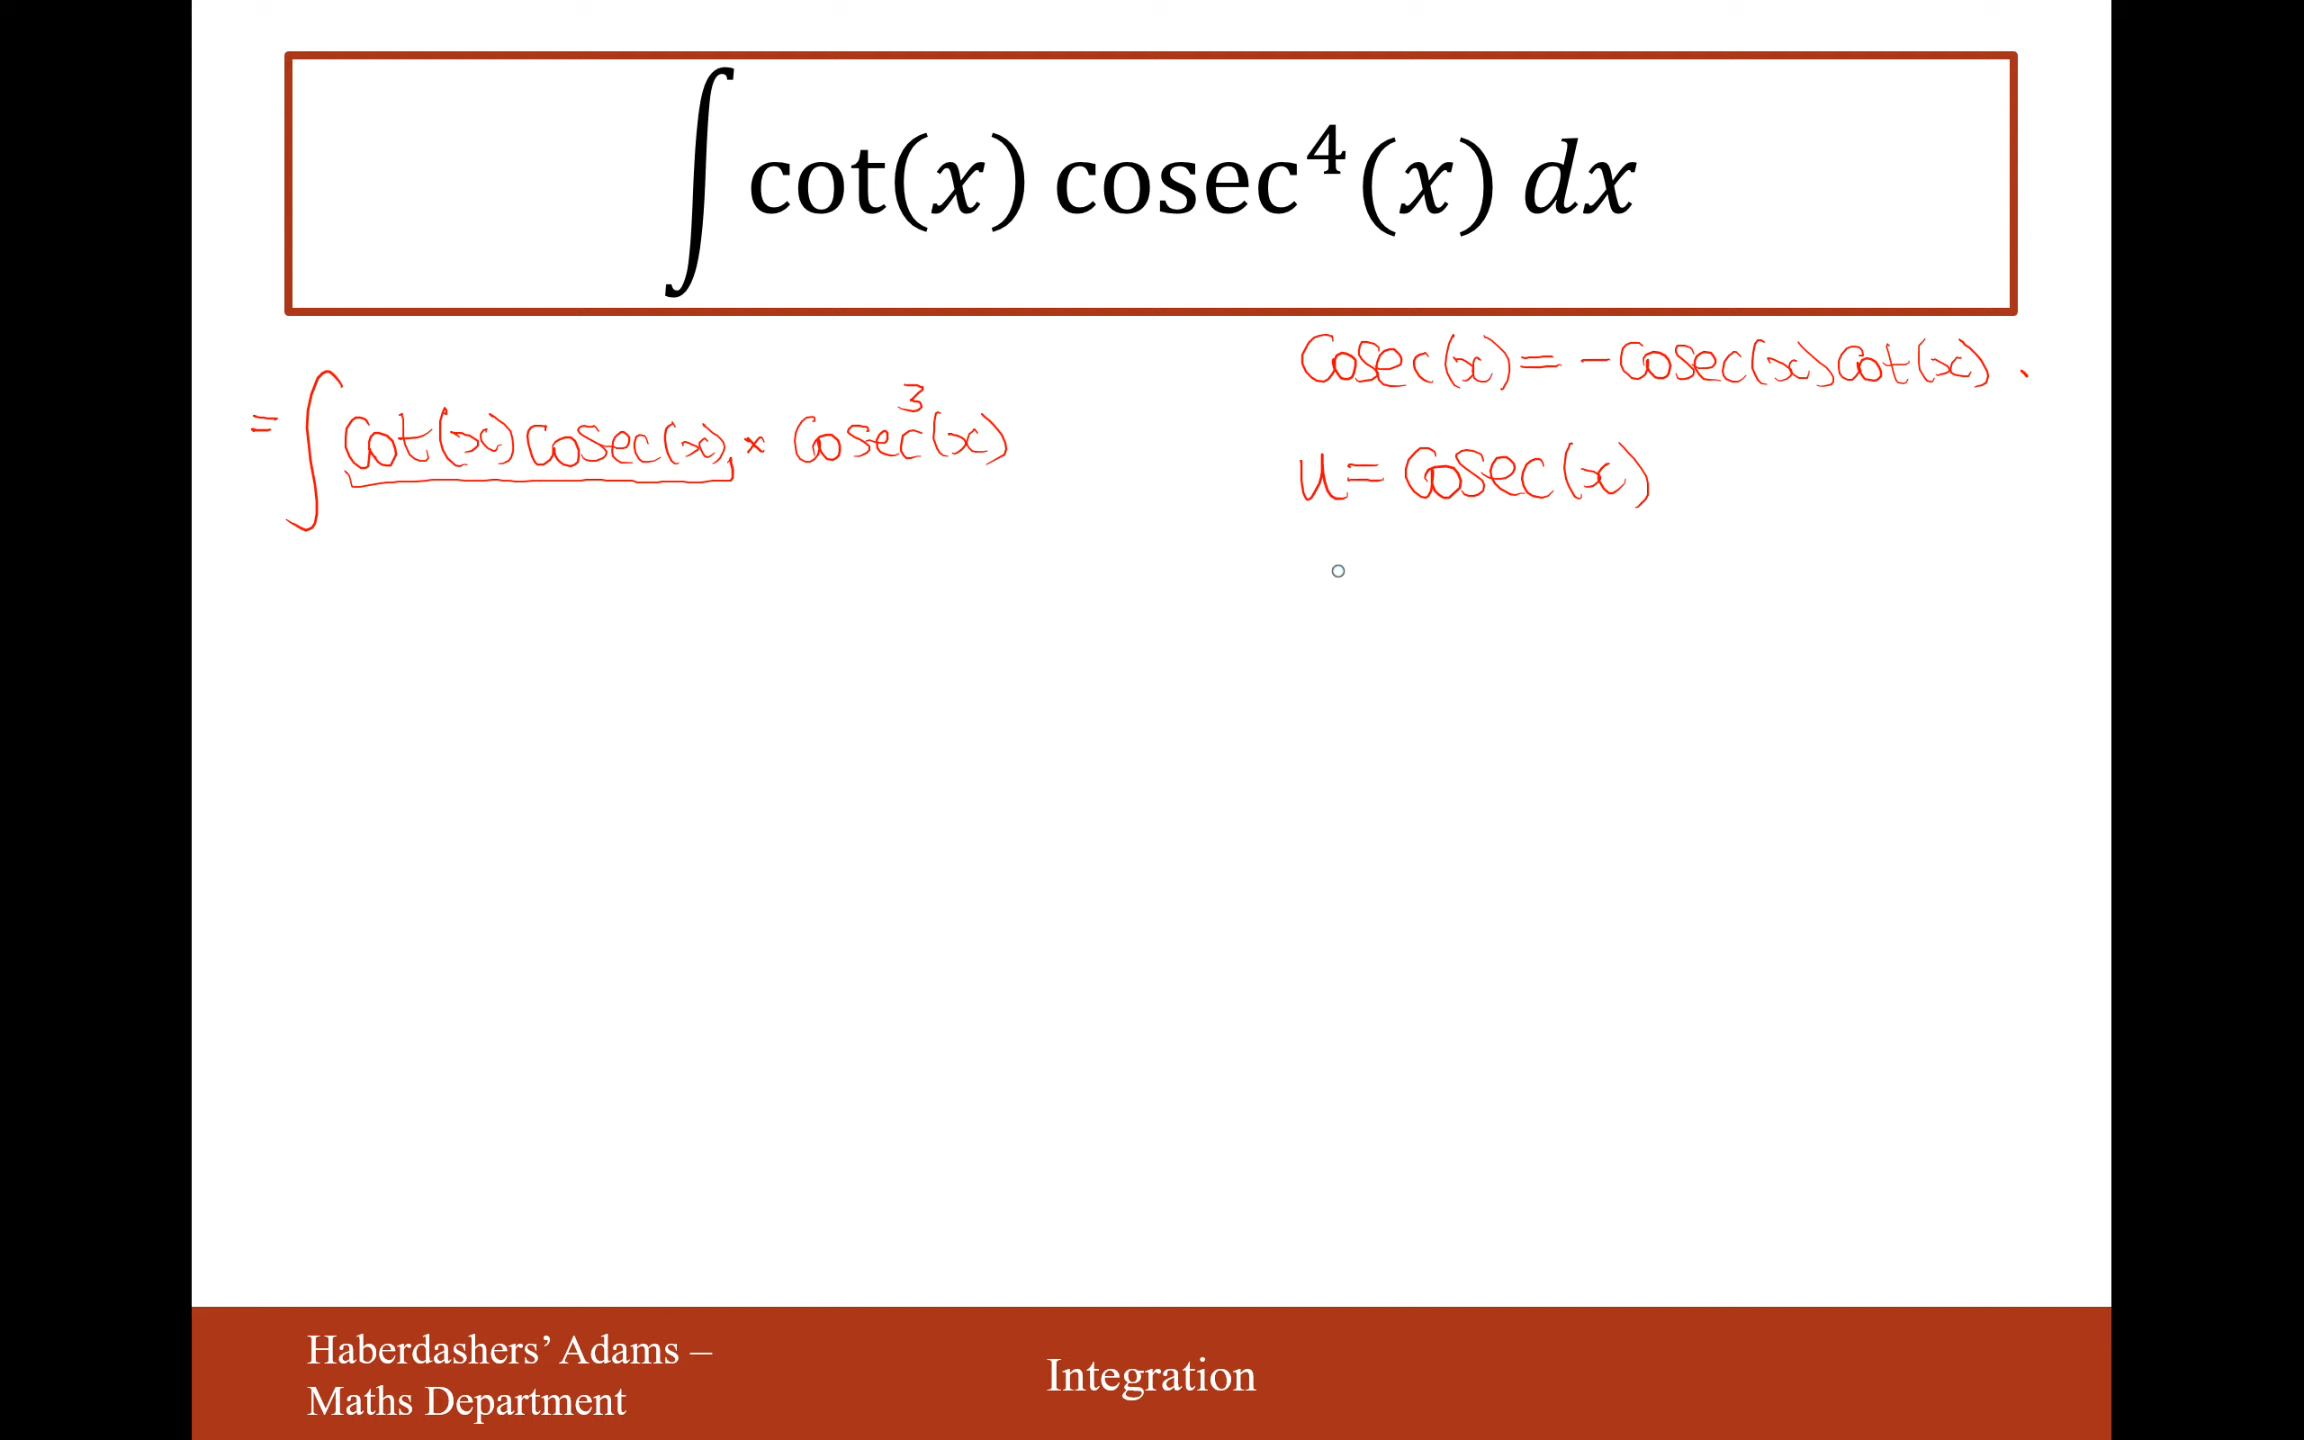 ∫ cot(x) cosec⁴(x) dx
cosec(x) = -cosec(x)cot(x).
= ∫ cot(x)cosec(x) × cosec³(x)
u = cosec(x)
Haberdashers’ Adams –
Maths Department
Integration